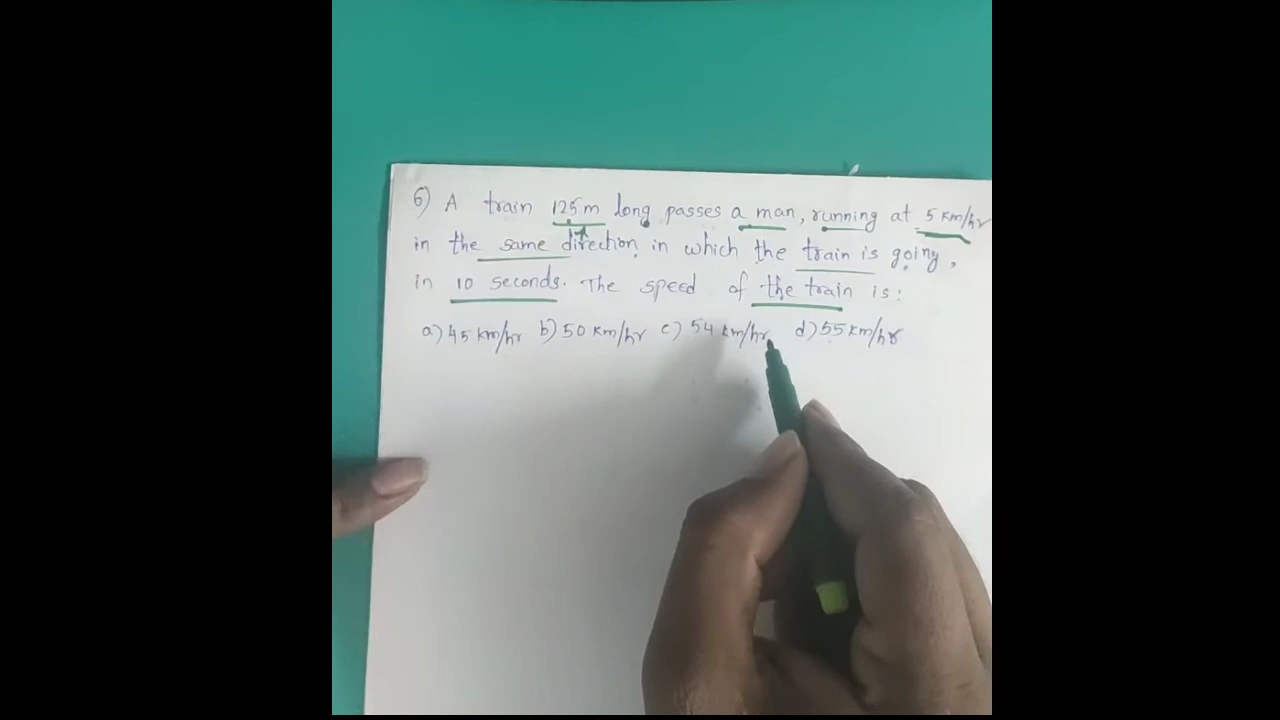 6) A train 125m long passes a man, running at 5 km/hr
in the same direction in which the train is going,
in 10 seconds. The speed of the train is:
a) 45 km/hr b) 50 km/hr c) 54 km/hr d) 55 km/hr